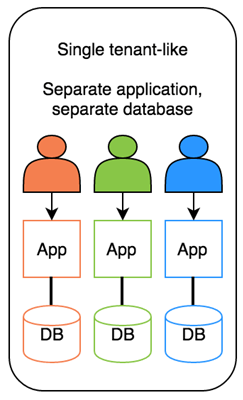 Single tenant-like
Separate application,
separate database
App App App
DB DB DB